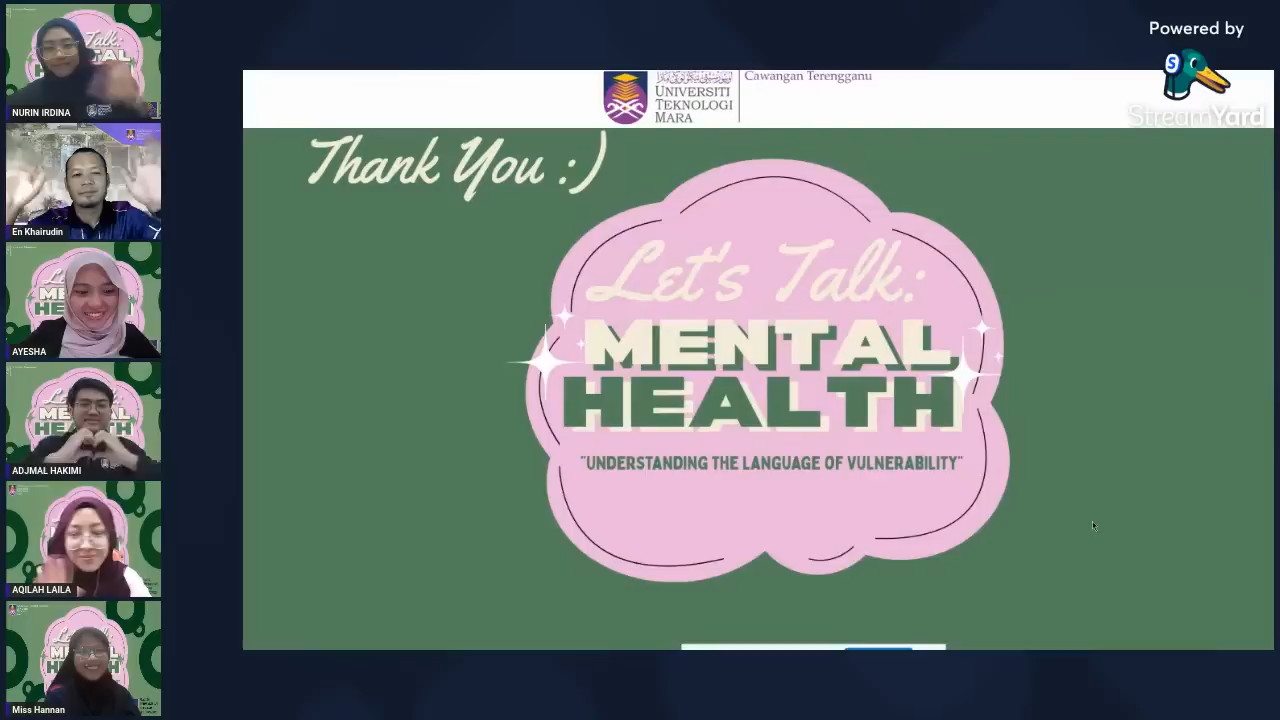 NURIN IRDINA
En Khairudin
AYESHA
ADJMAL HAKIMI
AQILAH LAILA
Miss Hannan
Powered by
StreamYard
UNIVERSITI
TEKNOLOGI
MARA
Cawangan Terengganu
Thank You :)
Let's Talk:
MENTAL
HEALTH
"UNDERSTANDING THE LANGUAGE OF VULNERABILITY"